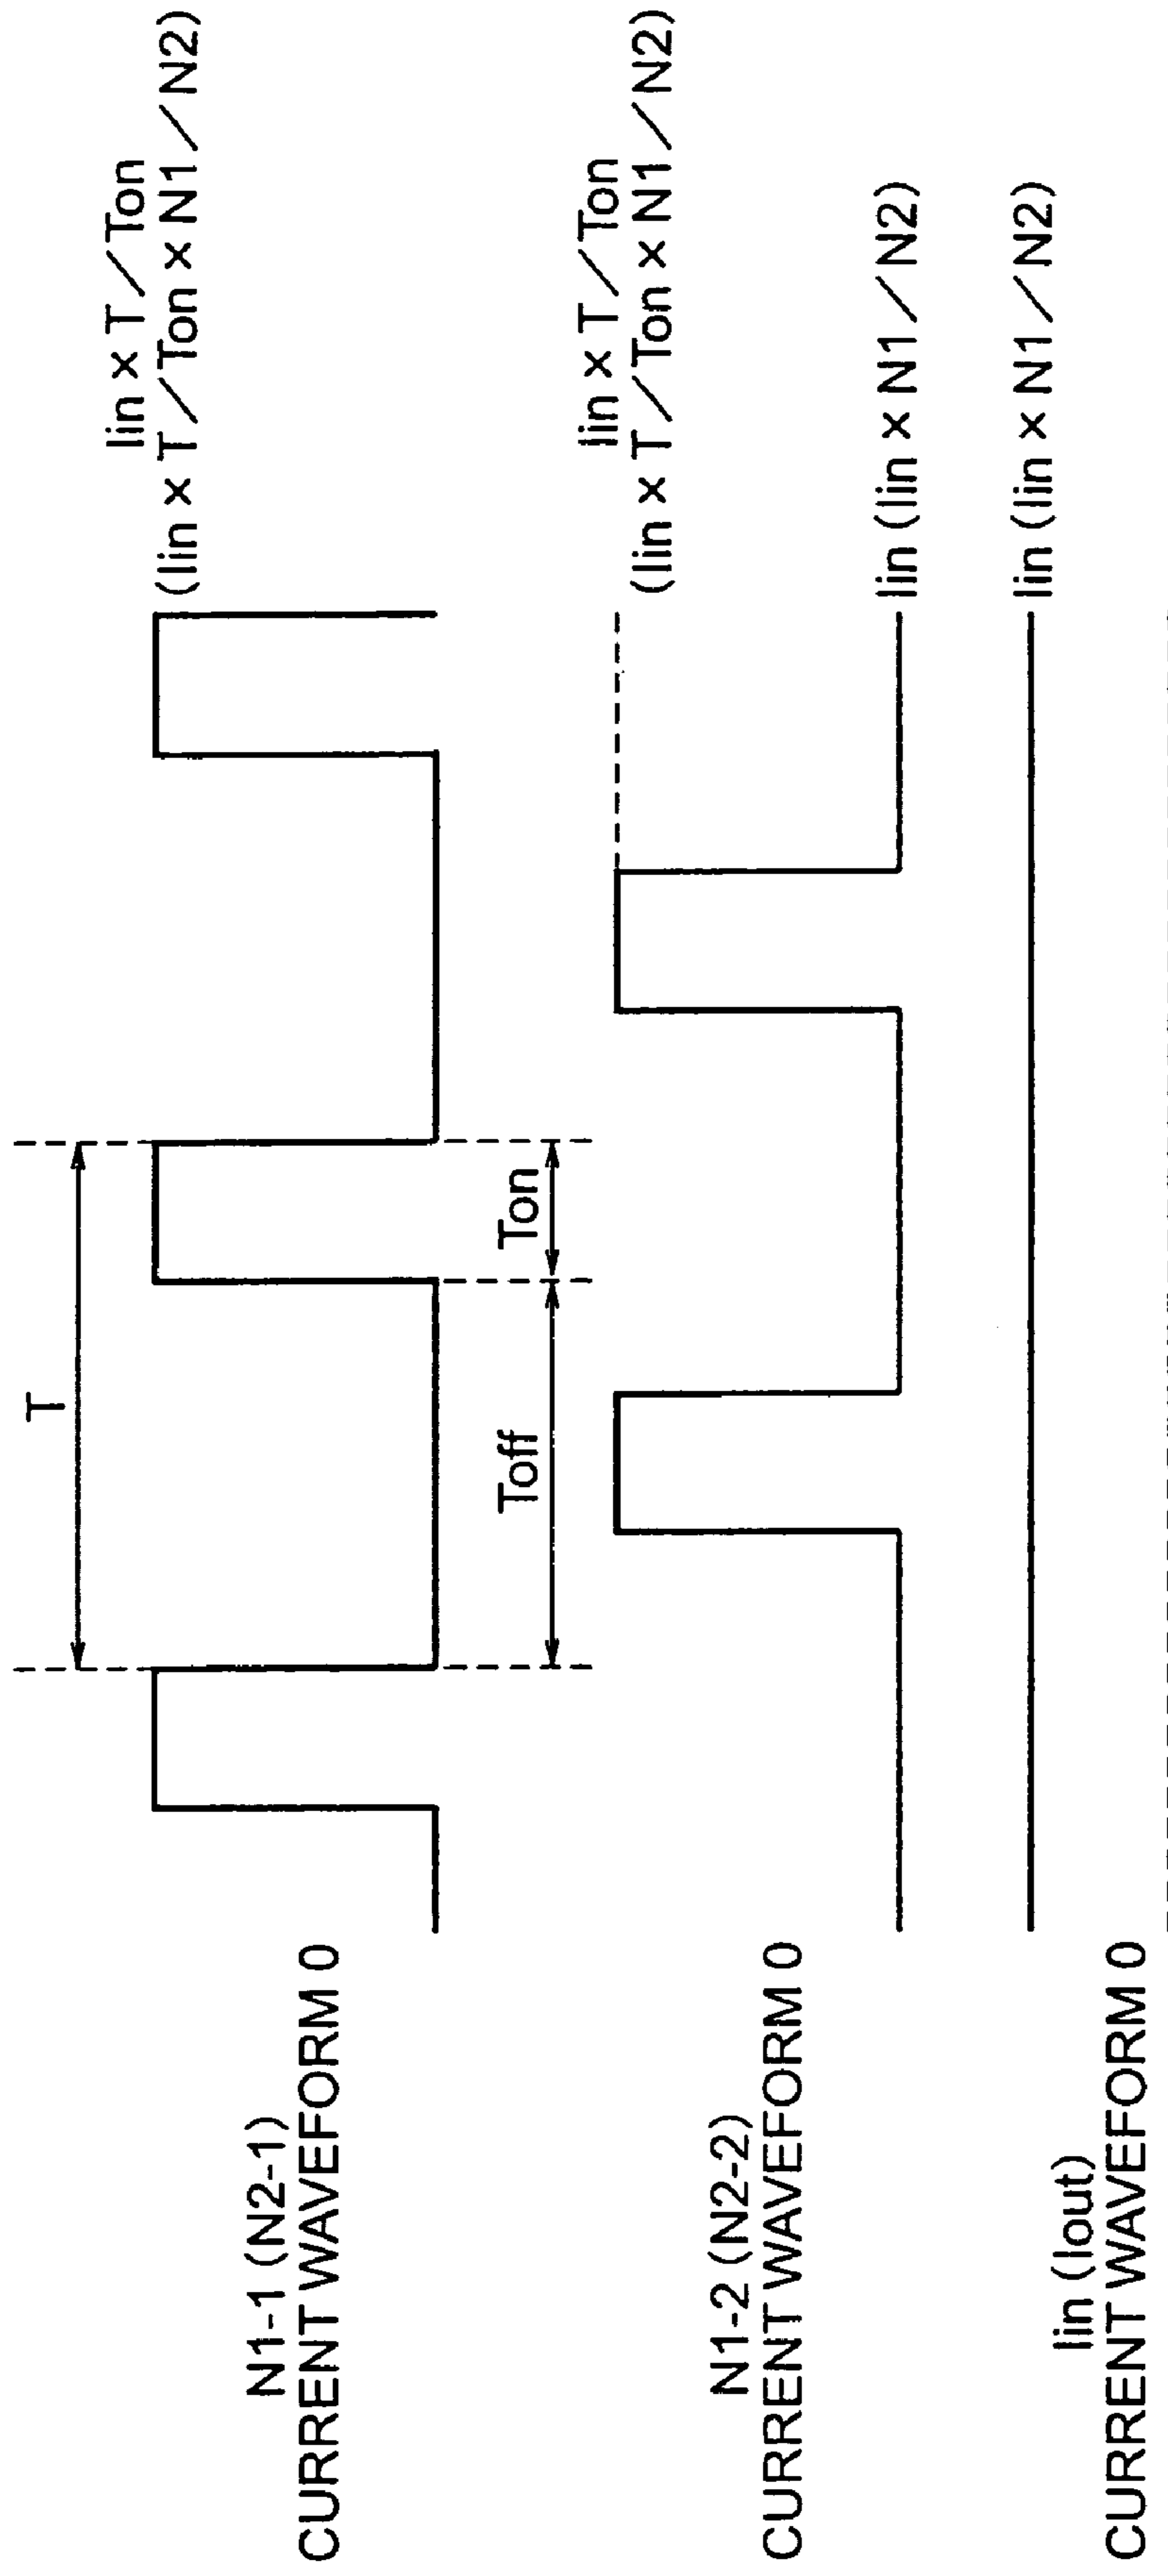 T
Iin × T/Ton
(Iin × T/Ton × N1/N2)
N1-1 (N2-1)
CURRENT WAVEFORM 0
Toff
Ton
Iin × T/Ton
(Iin × T/Ton × N1/N2)
N1-2 (N2-2)
CURRENT WAVEFORM 0
Iin (Iin × N1/N2)
Iin (Iin × N1/N2)
Iin (Iout)
CURRENT WAVEFORM 0